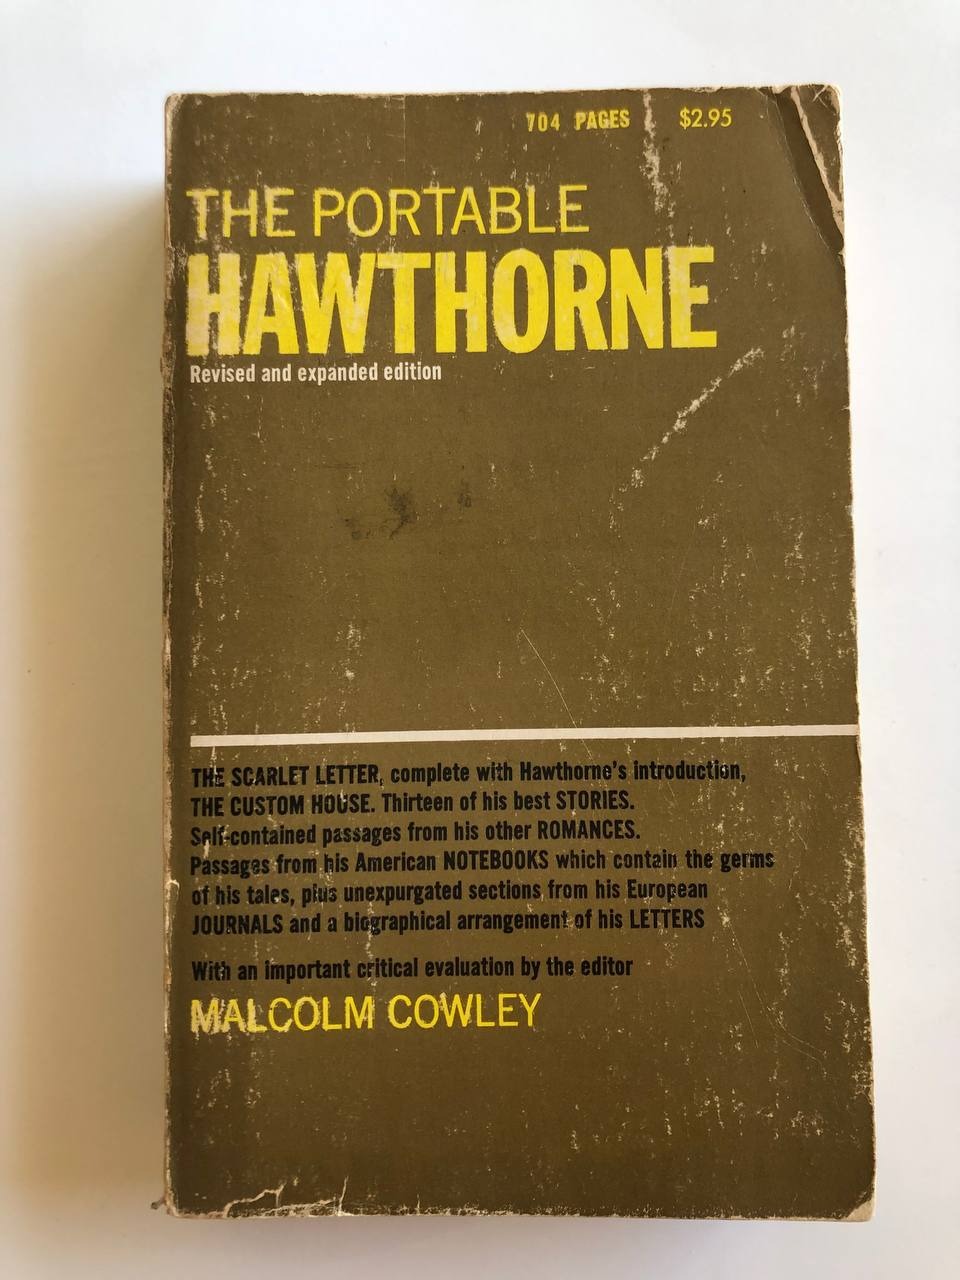 704 PAGES $2.95
THE PORTABLE
HAWTHORNE
Revised and expanded edition
THE SCARLET LETTER, complete with Hawthorne's introduction,
THE CUSTOM HOUSE. Thirteen of his best STORIES.
Self-contained passages from his other ROMANCES.
Passages from his American NOTEBOOKS which contain the germs
of his tales, plus unexpurgated sections from his European
JOURNALS and a biographical arrangement of his LETTERS
With an important critical evaluation by the editor
MALCOLM COWLEY